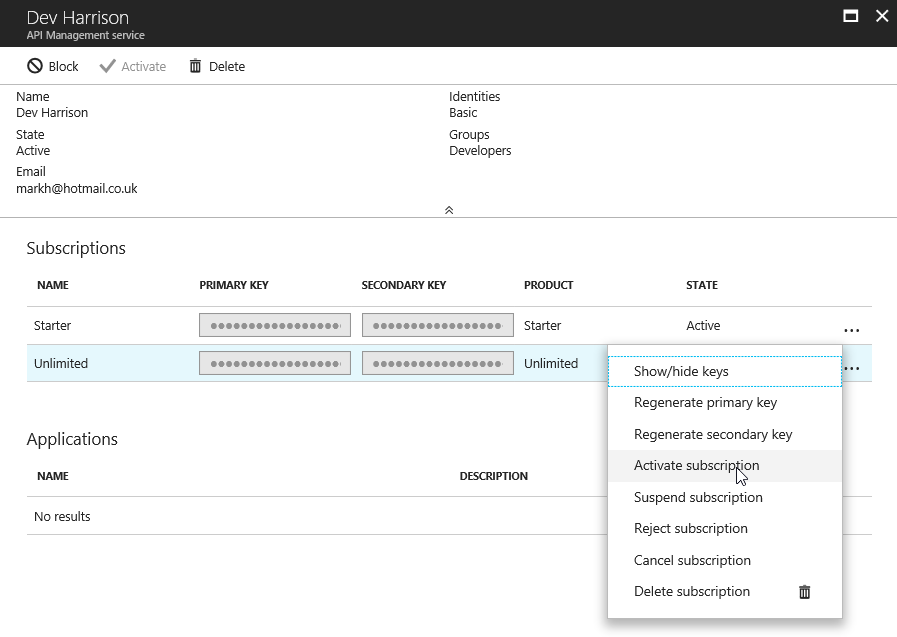 Dev Harrison
API Management service
Block Activate Delete
Name
Dev Harrison
State
Active
Email
markh@hotmail.co.uk
Identities
Basic
Groups
Developers
Subscriptions
NAME PRIMARY KEY SECONDARY KEY PRODUCT STATE
Starter Starter Active ...
Unlimited Unlimited ...
Show/hide keys
Regenerate primary key
Regenerate secondary key
Activate subscription
Suspend subscription
Reject subscription
Cancel subscription
Delete subscription
Applications
NAME DESCRIPTION
No results